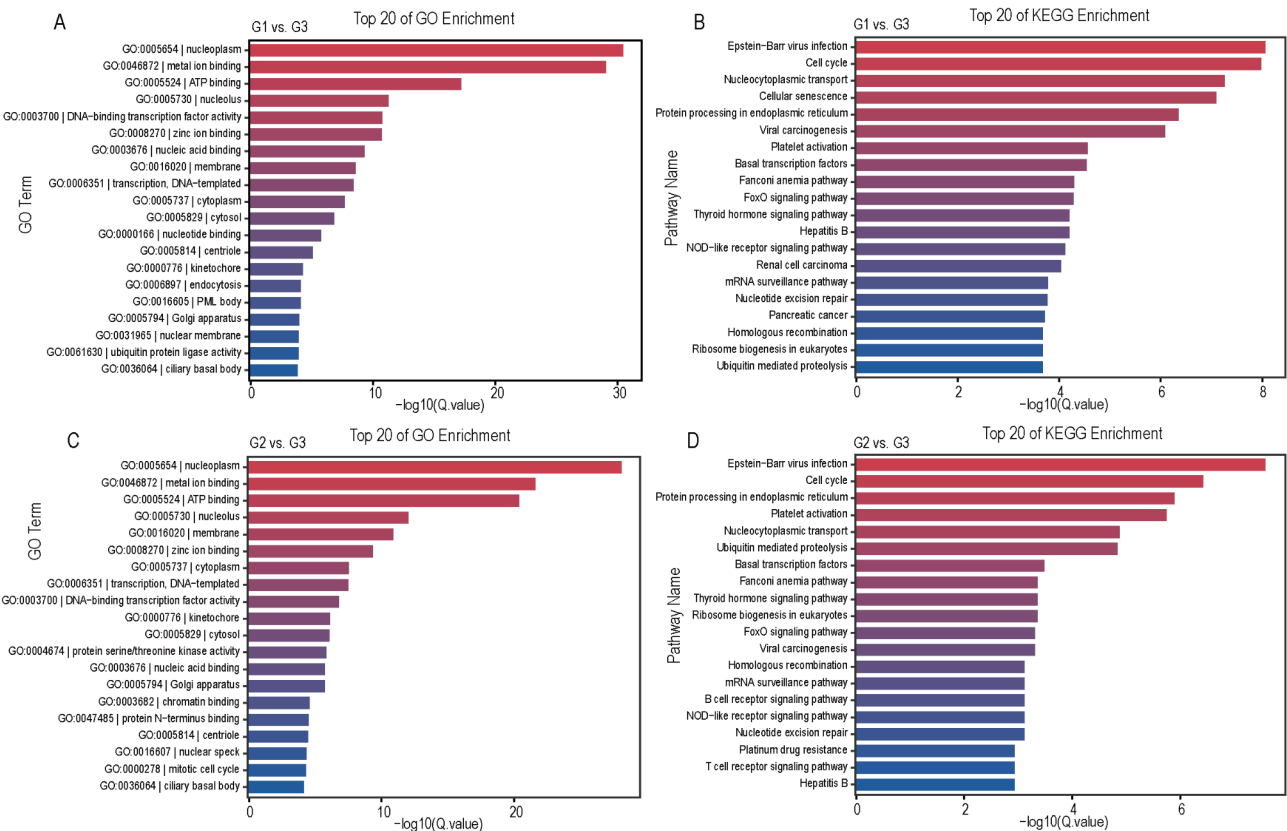 A
G1 vs. G3
Top 20 of GO Enrichment
GO Term
GO:0005654 | nucleoplasm
GO:0046872 | metal ion binding
GO:0005524 | ATP binding
GO:0005730 | nucleolus
GO:0003700 | DNA-binding transcription factor activity
GO:0008270 | zinc ion binding
GO:0003676 | nucleic acid binding
GO:0016020 | membrane
GO:0006351 | transcription, DNA-templated
GO:0005737 | cytoplasm
GO:0005829 | cytosol
GO:0000166 | nucleotide binding
GO:0005814 | centriole
GO:0000776 | kinetochore
GO:0006897 | endocytosis
GO:0016605 | PML body
GO:0005794 | Golgi apparatus
GO:0031965 | nuclear membrane
GO:0061630 | ubiquitin protein ligase activity
GO:0036064 | ciliary basal body
0 10 20 30
−log10(Q.value)
B
G1 vs. G3
Top 20 of KEGG Enrichment
Pathway Name
Epstein-Barr virus infection
Cell cycle
Nucleocytoplasmic transport
Cellular senescence
Protein processing in endoplasmic reticulum
Viral carcinogenesis
Platelet activation
Basal transcription factors
Fanconi anemia pathway
FoxO signaling pathway
Thyroid hormone signaling pathway
Hepatitis B
NOD-like receptor signaling pathway
Renal cell carcinoma
mRNA surveillance pathway
Nucleotide excision repair
Pancreatic cancer
Homologous recombination
Ribosome biogenesis in eukaryotes
Ubiquitin mediated proteolysis
0 2 4 6 8
−log10(Q.value)
C
G2 vs. G3
Top 20 of GO Enrichment
GO Term
GO:0005654 | nucleoplasm
GO:0046872 | metal ion binding
GO:0005524 | ATP binding
GO:0005730 | nucleolus
GO:0016020 | membrane
GO:0008270 | zinc ion binding
GO:0005737 | cytoplasm
GO:0006351 | transcription, DNA-templated
GO:0003700 | DNA-binding transcription factor activity
GO:0000776 | kinetochore
GO:0005829 | cytosol
GO:0004674 | protein serine/threonine kinase activity
GO:0003676 | nucleic acid binding
GO:0005794 | Golgi apparatus
GO:0003682 | chromatin binding
GO:0047485 | protein N-terminus binding
GO:0005814 | centriole
GO:0016607 | nuclear speck
GO:0000278 | mitotic cell cycle
GO:0036064 | ciliary basal body
0 10 20
−log10(Q.value)
D
G2 vs. G3
Top 20 of KEGG Enrichment
Pathway Name
Epstein-Barr virus infection
Cell cycle
Protein processing in endoplasmic reticulum
Platelet activation
Nucleocytoplasmic transport
Ubiquitin mediated proteolysis
Basal transcription factors
Fanconi anemia pathway
Thyroid hormone signaling pathway
Ribosome biogenesis in eukaryotes
FoxO signaling pathway
Viral carcinogenesis
Homologous recombination
mRNA surveillance pathway
B cell receptor signaling pathway
NOD-like receptor signaling pathway
Nucleotide excision repair
Platinum drug resistance
T cell receptor signaling pathway
Hepatitis B
0 2 4 6
−log10(Q.value)